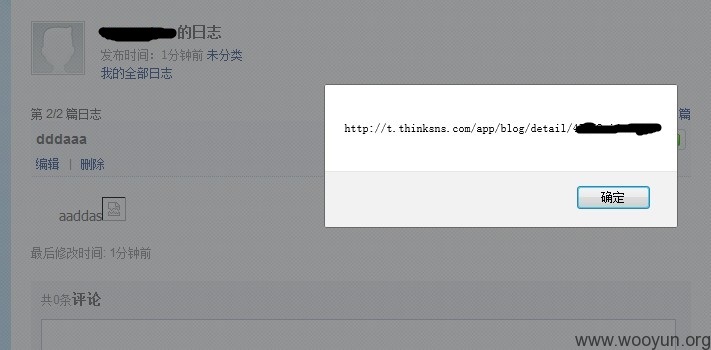 的日志
发布时间：1分钟前 未分类
我的全部日志
第 2/2 篇日志
篇
dddaaa
编辑 | 删除
http://t.thinksns.com/app/blog/detail/4
确定
aaddas
最后修改时间: 1分钟前
共0条评论
www.wooyun.org